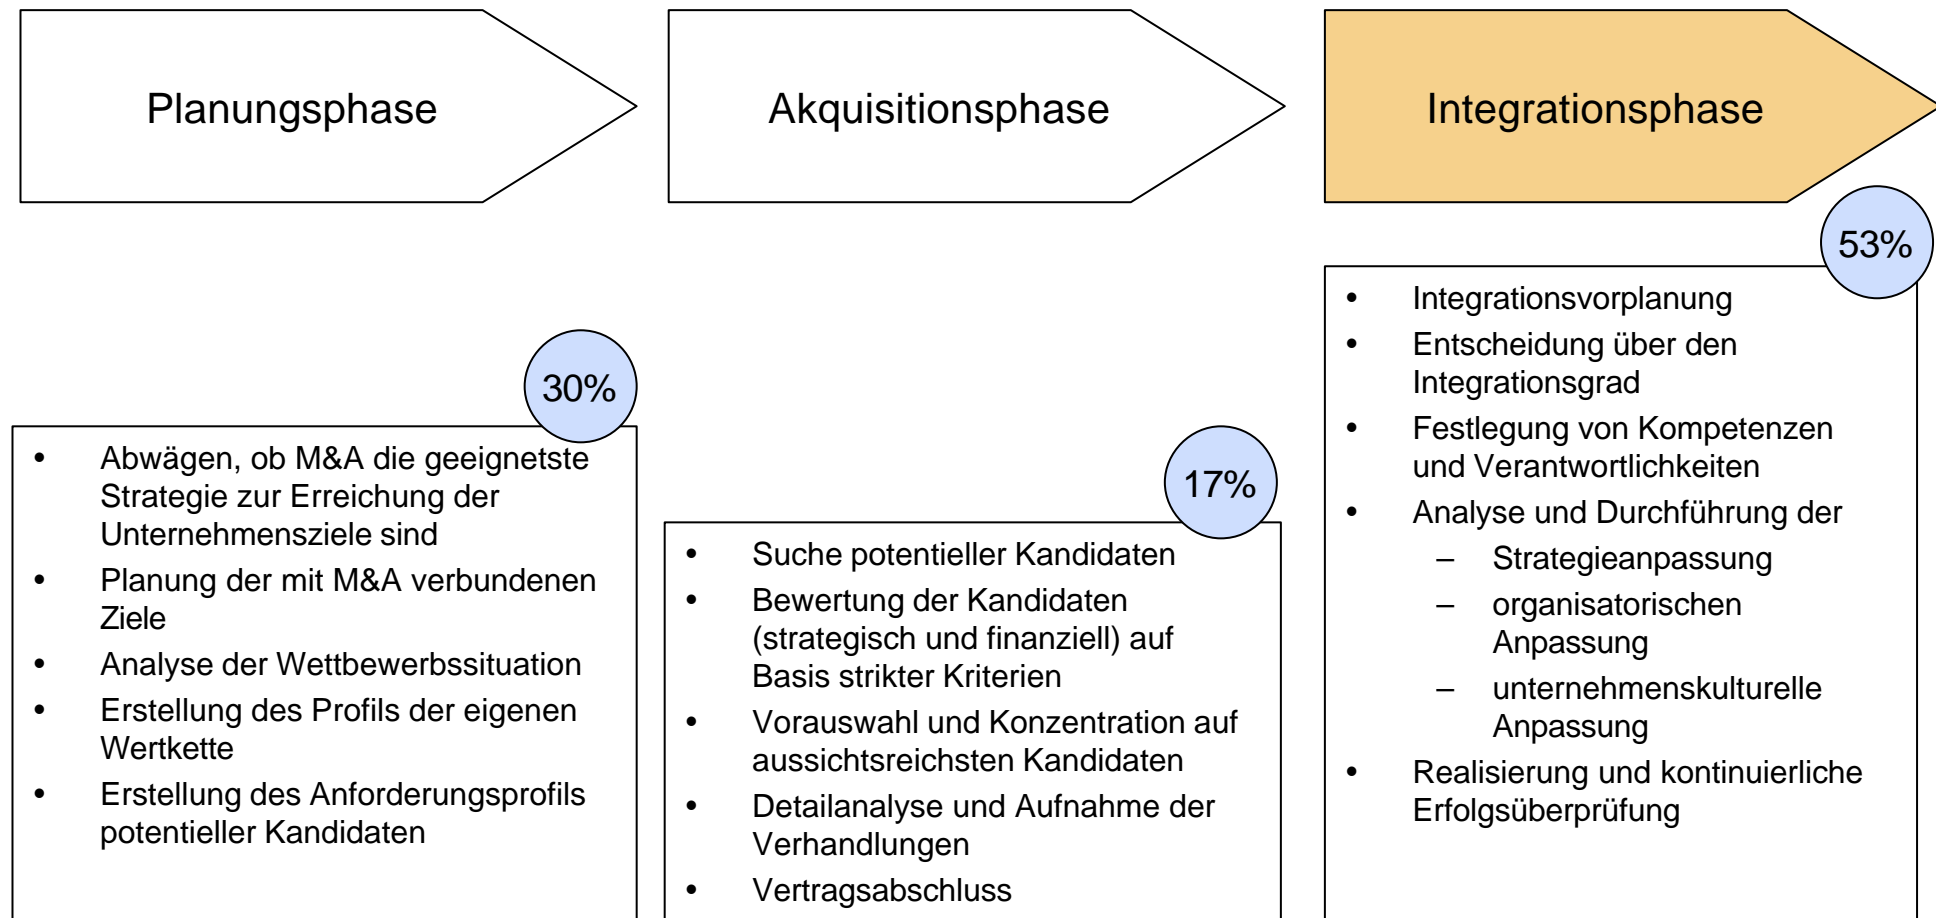 Planungsphase
Akquisitionsphase
Integrationsphase
30%
• Abwägen, ob M&A die geeignetste
Strategie zur Erreichung der
Unternehmensziele sind
• Planung der mit M&A verbundenen
Ziele
• Analyse der Wettbewerbssituation
• Erstellung des Profils der eigenen
Wertkette
• Erstellung des Anforderungsprofils
potentieller Kandidaten
17%
• Suche potentieller Kandidaten
• Bewertung der Kandidaten
(strategisch und finanziell) auf
Basis strikter Kriterien
• Vorauswahl und Konzentration auf
aussichtsreichsten Kandidaten
• Detailanalyse und Aufnahme der
Verhandlungen
• Vertragsabschluss
53%
• Integrationsvorplanung
• Entscheidung über den
Integrationsgrad
• Festlegung von Kompetenzen
und Verantwortlichkeiten
• Analyse und Durchführung der
– Strategieanpassung
– organisatorischen
Anpassung
– unternehmenskulturelle
Anpassung
• Realisierung und kontinuierliche
Erfolgsüberprüfung